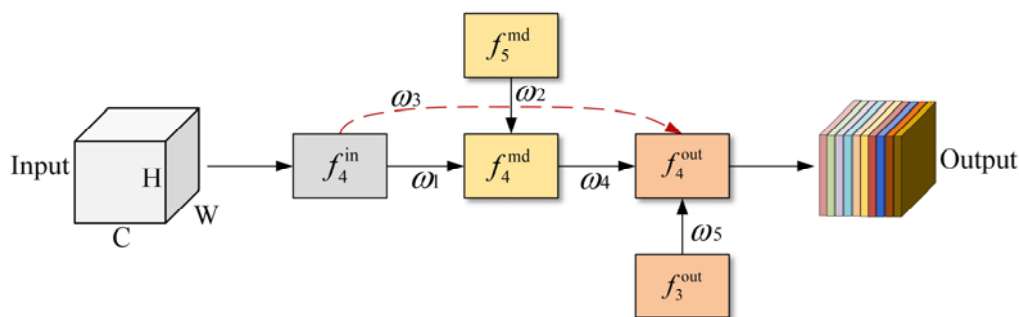 f₅ᵐᵈ
ω₃
ω₂
Input
H
f₄ⁱⁿ
ω₁
f₄ᵐᵈ
ω₄
f₄ᵒᵘᵗ
Output
W
C
ω₅
f₃ᵒᵘᵗ